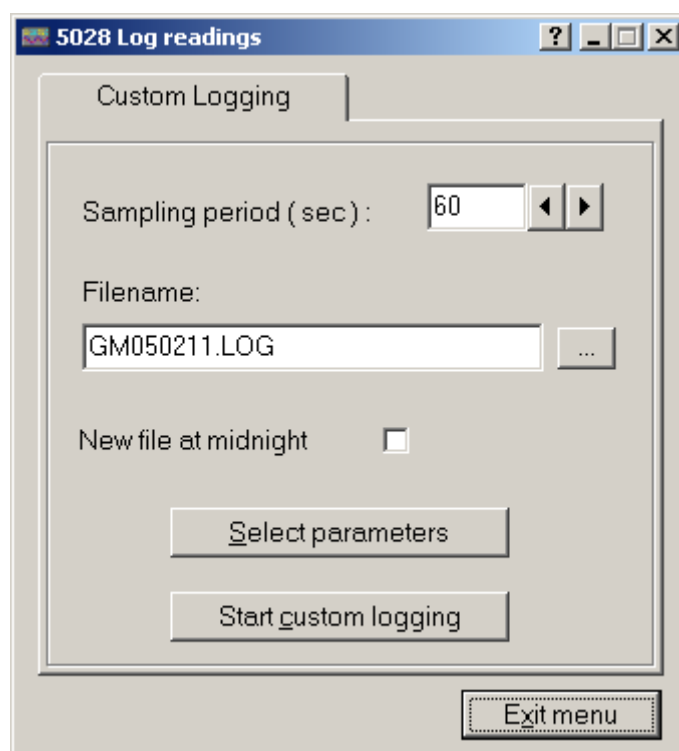 5028 Log readings
Custom Logging
Sampling period ( sec ) : 60
Filename:
GM050211.LOG
...
New file at midnight
Select parameters
Start custom logging
Exit menu